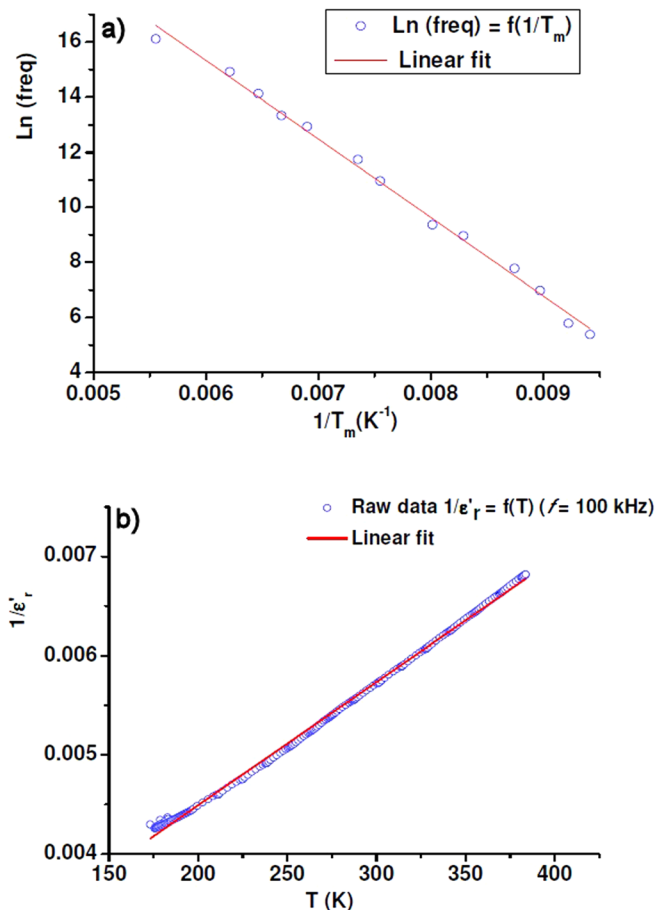 a)
Ln (freq) = f(1/Tm)
Linear fit
Ln (freq)
16
14
12
10
8
6
4
0.005
0.006
0.007
0.008
0.009
1/Tm(K-1)
b)
Raw data 1/ε'r = f(T) (f = 100 kHz)
Linear fit
1/ε'r
0.007
0.006
0.005
0.004
150
200
250
300
350
400
T (K)